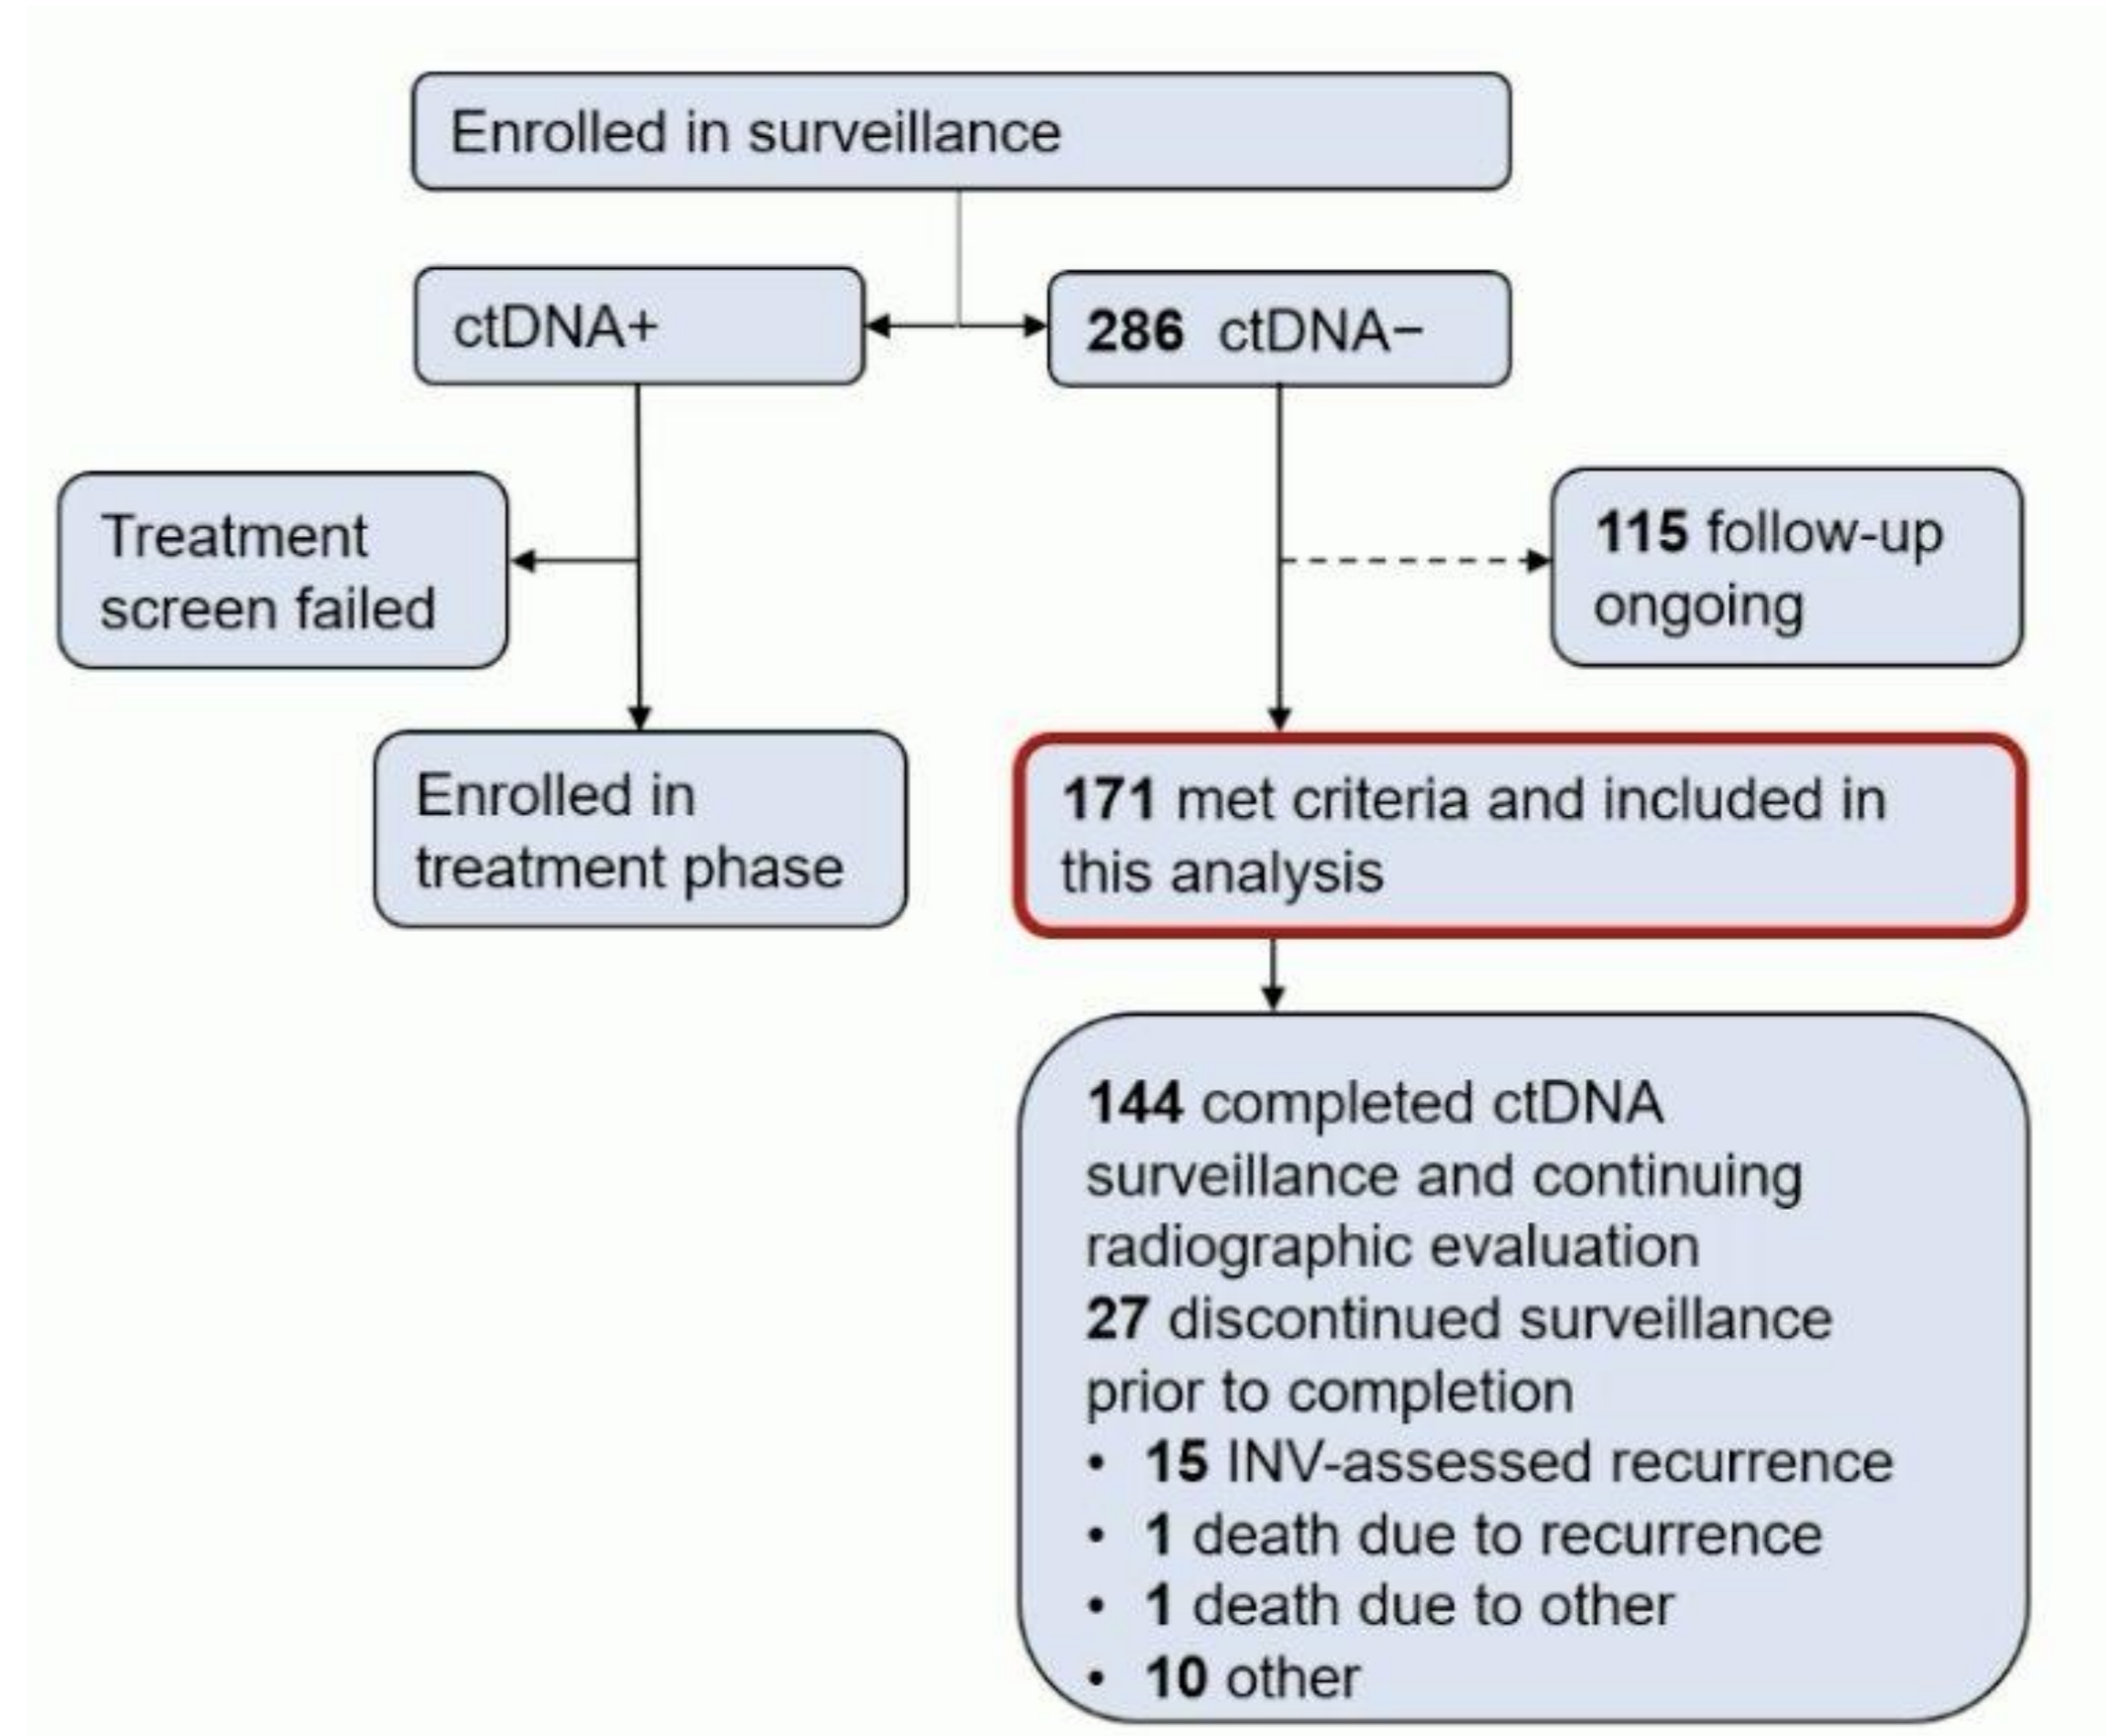 Enrolled in surveillance
ctDNA+
286 ctDNA−
Treatment
screen failed
115 follow-up
ongoing
Enrolled in
treatment phase
171 met criteria and included in
this analysis
144 completed ctDNA
surveillance and continuing
radiographic evaluation
27 discontinued surveillance
prior to completion
• 15 INV-assessed recurrence
• 1 death due to recurrence
• 1 death due to other
• 10 other